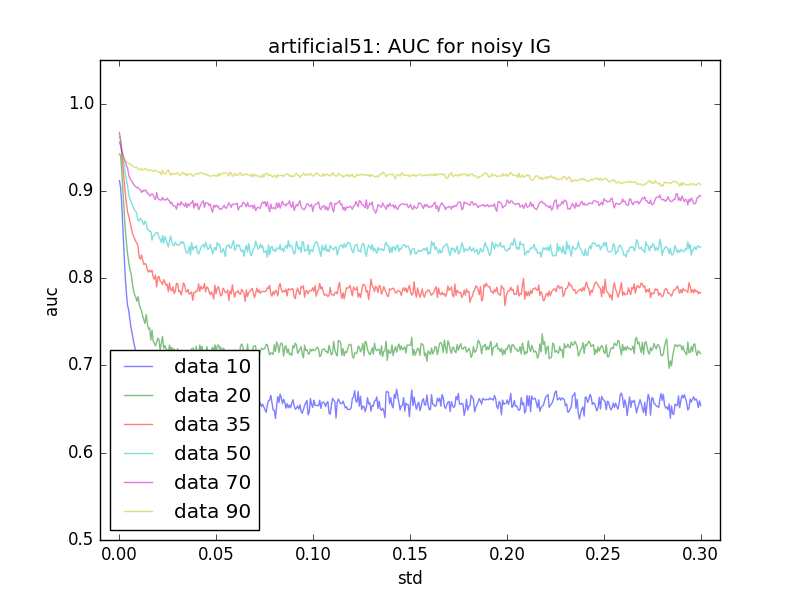 artificial51: AUC for noisy IG
auc
1.0
0.9
0.8
0.7
0.6
0.5
data 10
data 20
data 35
data 50
data 70
data 90
0.00 0.05 0.10 0.15 0.20 0.25 0.30
std